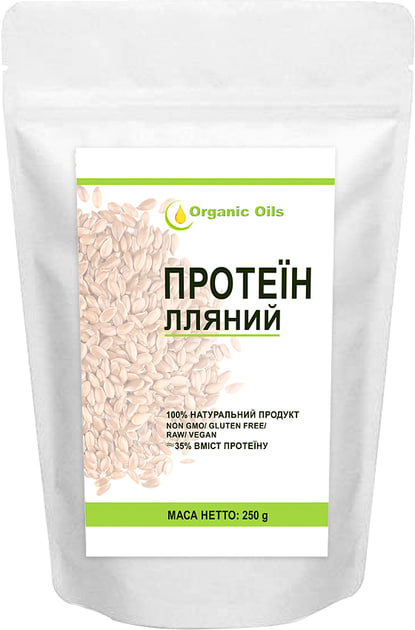 Organic Oils
ПРОТЕЇН
ЛЛЯНИЙ
100% НАТУРАЛЬНИЙ ПРОДУКТ
NON GMO/ GLUTEN FREE/
RAW/ VEGAN
≈35% ВМІСТ ПРОТЕЇНУ
МАСА НЕТТО: 250 g